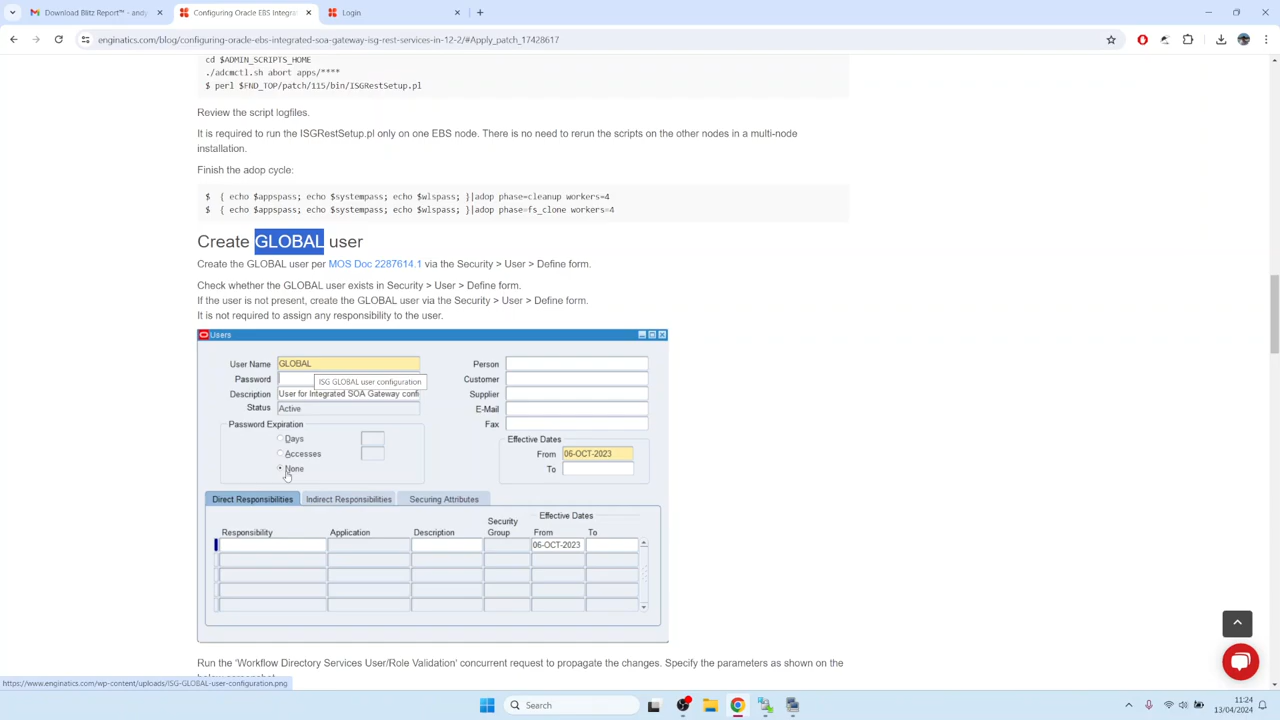 Download Blitz Report™ – andy
Configuring Oracle EBS Integrat
Login
enginatics.com/blog/configuring-oracle-ebs-integrated-soa-gateway-isg-rest-services-in-12-2/#Apply_patch_17428617
cd $ADMIN_SCRIPTS_HOME
./adcmctl.sh abort apps/****
$ perl $FND_TOP/patch/115/bin/ISGRestSetup.pl
Review the script logfiles.
It is required to run the ISGRestSetup.pl only on one EBS node. There is no need to rerun the scripts on the other nodes in a multi-node
installation.
Finish the adop cycle:
$ { echo $appspass; echo $systempass; echo $wlspass; }|adop phase=cleanup workers=4
$ { echo $appspass; echo $systempass; echo $wlspass; }|adop phase=fs_clone workers=4
Create GLOBAL user
Create the GLOBAL user per MOS Doc 2287614.1 via the Security > User > Define form.
Check whether the GLOBAL user exists in Security > User > Define form.
If the user is not present, create the GLOBAL user via the Security > User > Define form.
It is not required to assign any responsibility to the user.
Users
User Name GLOBAL Person
Password Customer
ISG GLOBAL user configuration
Description User for Integrated SOA Gateway confi Supplier
Status Active E-Mail
Password Expiration Fax
Days Effective Dates
Accesses From 06-OCT-2023
None To
Direct Responsibilities Indirect Responsibilities Securing Attributes
Security Effective Dates
Responsibility Application Description Group From To
06-OCT-2023
Run the 'Workflow Directory Services User/Role Validation' concurrent request to propagate the changes. Specify the parameters as shown on the
below screenshot
https://www.enginatics.com/wp-content/uploads/ISG-GLOBAL-user-configuration.png
Search
11:24
13/04/2024